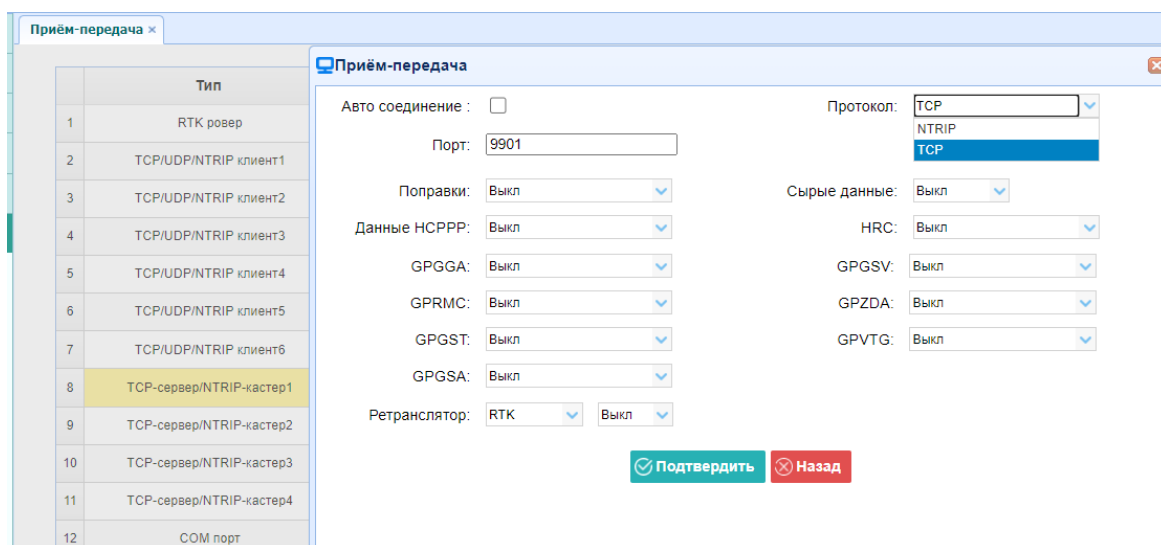 Приём-передача ×
Тип
1 RTK ровер
2 TCP/UDP/NTRIP клиент1
3 TCP/UDP/NTRIP клиент2
4 TCP/UDP/NTRIP клиент3
5 TCP/UDP/NTRIP клиент4
6 TCP/UDP/NTRIP клиент5
7 TCP/UDP/NTRIP клиент6
8 TCP-сервер/NTRIP-кастер1
9 TCP-сервер/NTRIP-кастер2
10 TCP-сервер/NTRIP-кастер3
11 TCP-сервер/NTRIP-кастер4
12 COM порт
Приём-передача
Авто соединение : Протокол: TCP
NTRIP
TCP
Порт: 9901
Поправки: Выкл Сырые данные: Выкл
Данные HCPPP: Выкл HRC: Выкл
GPGGA: Выкл GPGSV: Выкл
GPRMC: Выкл GPZDA: Выкл
GPGST: Выкл GPVTG: Выкл
GPGSA: Выкл
Ретранслятор: RTK Выкл
Подтвердить Назад